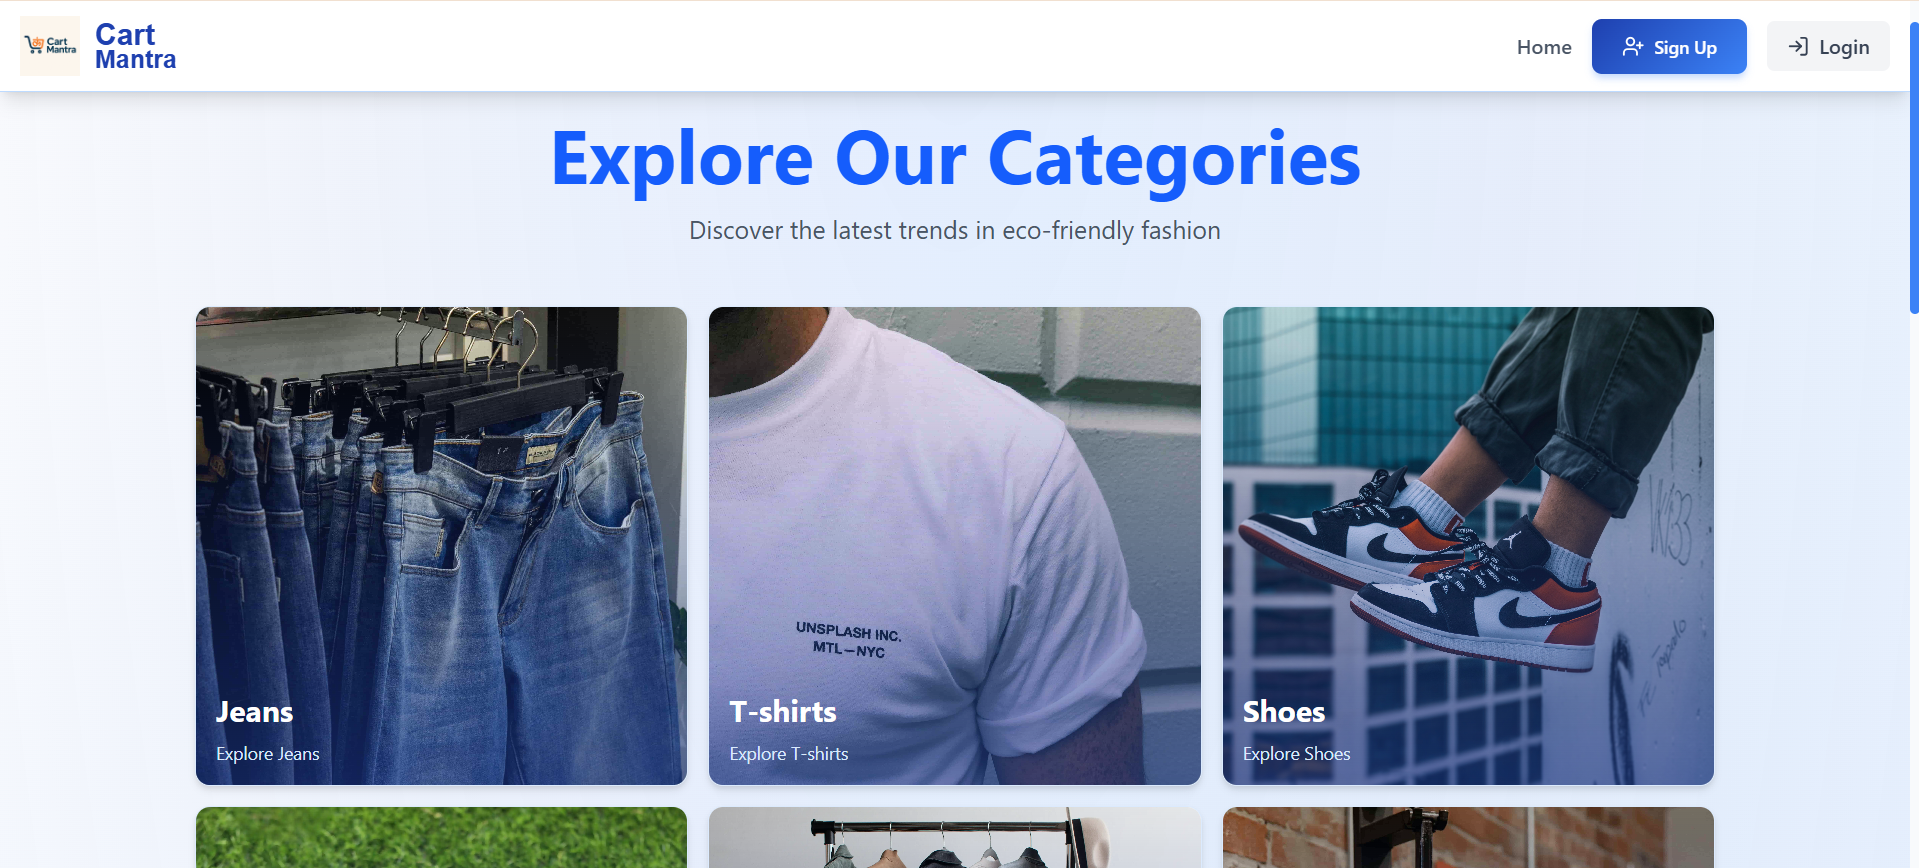 Cart
Mantra
Cart
Mantra
Home
Sign Up
Login
Explore Our Categories
Discover the latest trends in eco-friendly fashion
UNSPLASH INC.
MTL—NYC
Jeans
Explore Jeans
T-shirts
Explore T-shirts
Shoes
Explore Shoes